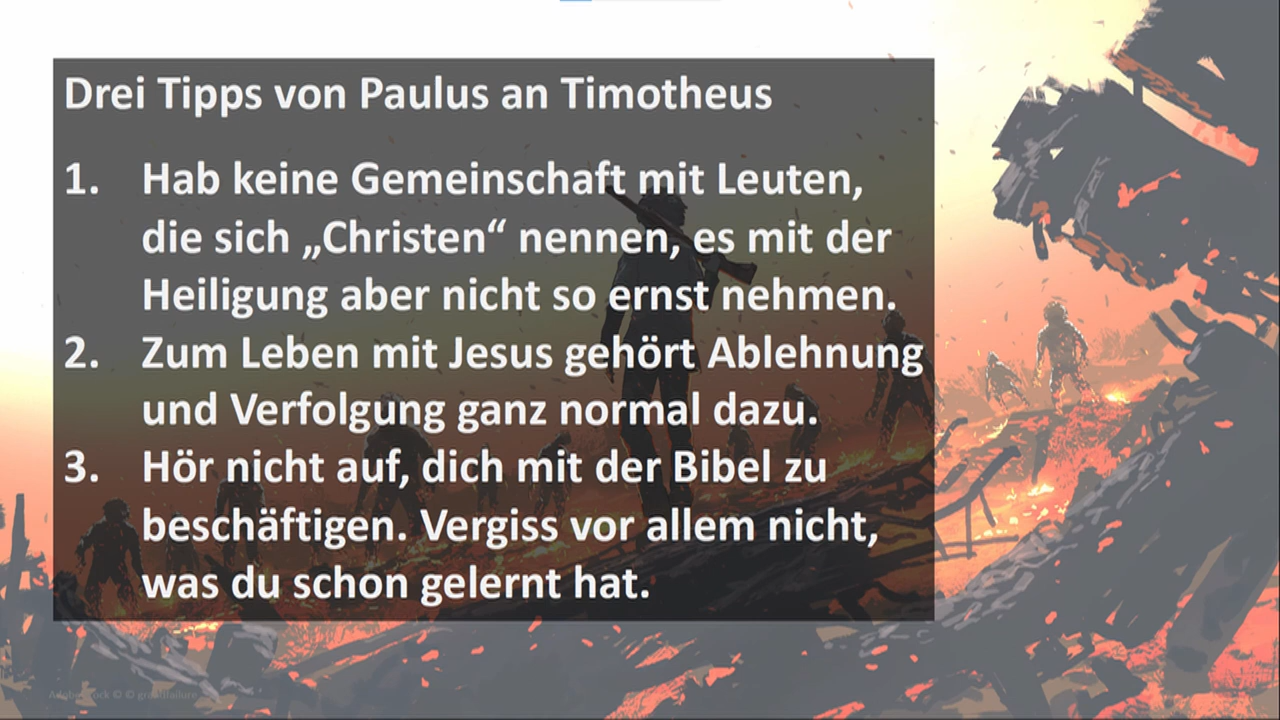 Drei Tipps von Paulus an Timotheus
1. Hab keine Gemeinschaft mit Leuten,
die sich „Christen“ nennen, es mit der
Heiligung aber nicht so ernst nehmen.
2. Zum Leben mit Jesus gehört Ablehnung
und Verfolgung ganz normal dazu.
3. Hör nicht auf, dich mit der Bibel zu
beschäftigen. Vergiss vor allem nicht,
was du schon gelernt hat.